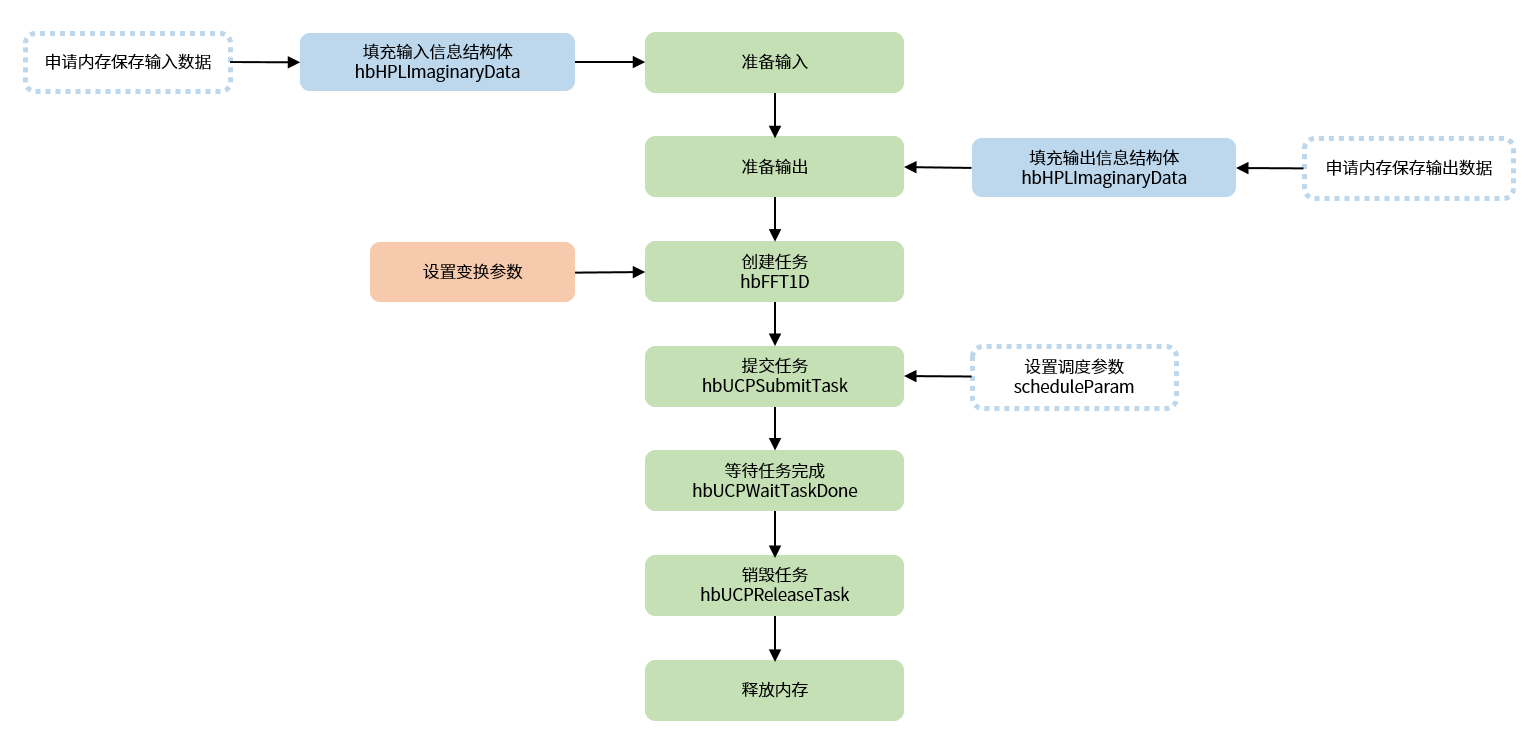 申请内存保存输入数据
填充输入信息结构体
hbHPLImaginaryData
准备输入
准备输出
填充输出信息结构体
hbHPLImaginaryData
申请内存保存输出数据
设置变换参数
创建任务
hbFFT1D
提交任务
hbUCPSubmitTask
设置调度参数
scheduleParam
等待任务完成
hbUCPWaitTaskDone
销毁任务
hbUCPReleaseTask
释放内存